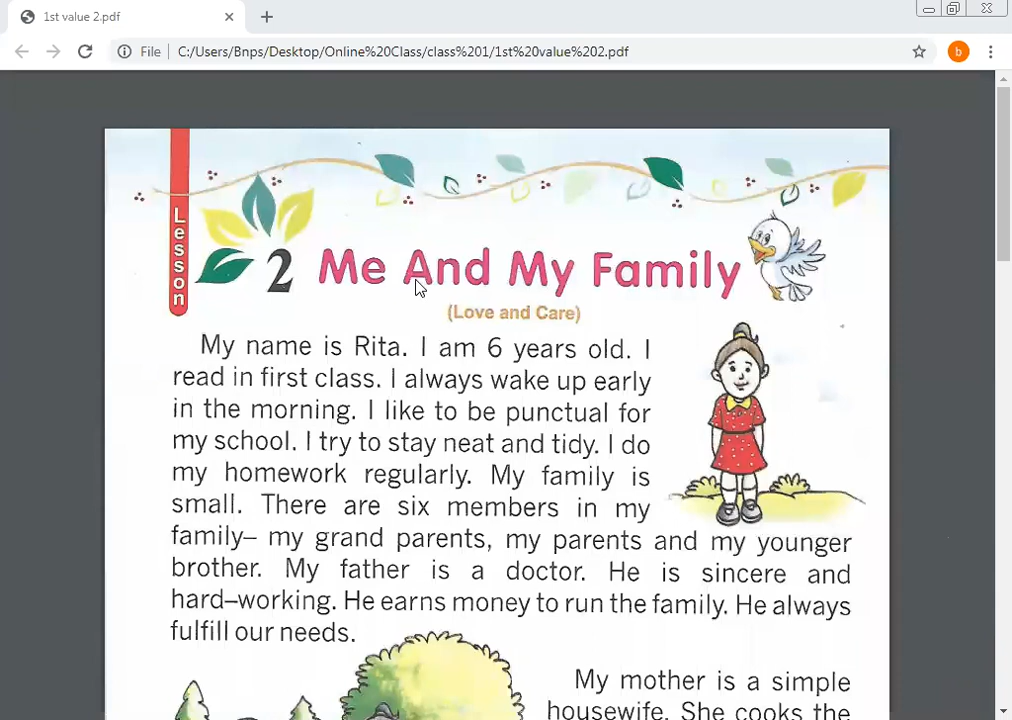 1st value 2.pdf
File
C:/Users/Bnps/Desktop/Online%20Class/class%201/1st%20value%202.pdf
b
Lesson
2 Me And My Family
(Love and Care)
My name is Rita. I am 6 years old. I
read in first class. I always wake up early
in the morning. I like to be punctual for
my school. I try to stay neat and tidy. I do
my homework regularly. My family is
small. There are six members in my
family– my grand parents, my parents and my younger
brother. My father is a doctor. He is sincere and
hard–working. He earns money to run the family. He always
fulfill our needs.
My mother is a simple
housewife. She cooks the